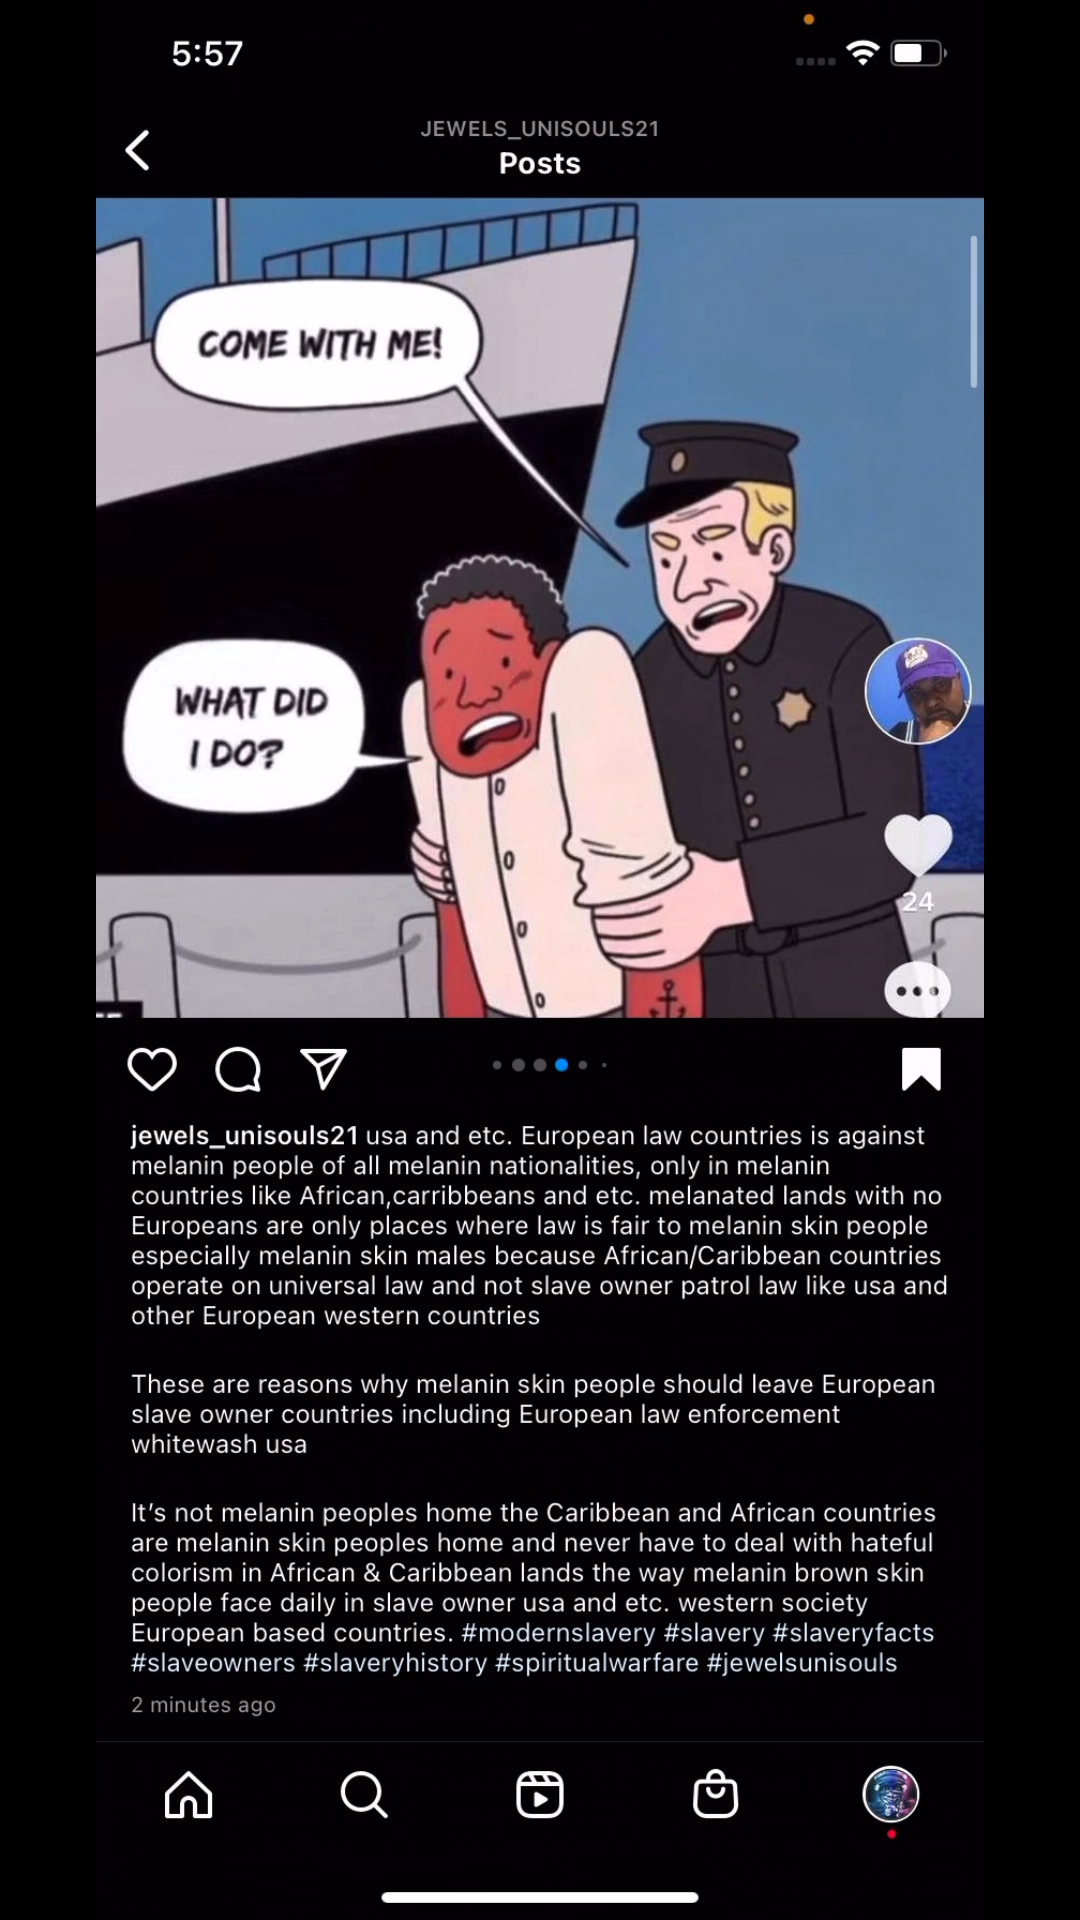 5:57
JEWELS_UNISOULS21
Posts
COME WITH ME!
WHAT DID
I DO?
24
jewels_unisouls21 usa and etc. European law countries is against
melanin people of all melanin nationalities, only in melanin
countries like African,carribbeans and etc. melanated lands with no
Europeans are only places where law is fair to melanin skin people
especially melanin skin males because African/Caribbean countries
operate on universal law and not slave owner patrol law like usa and
other European western countries
These are reasons why melanin skin people should leave European
slave owner countries including European law enforcement
whitewash usa
It’s not melanin peoples home the Caribbean and African countries
are melanin skin peoples home and never have to deal with hateful
colorism in African & Caribbean lands the way melanin brown skin
people face daily in slave owner usa and etc. western society
European based countries. #modernslavery #slavery #slaveryfacts
#slaveowners #slaveryhistory #spiritualwarfare #jewelsunisouls
2 minutes ago